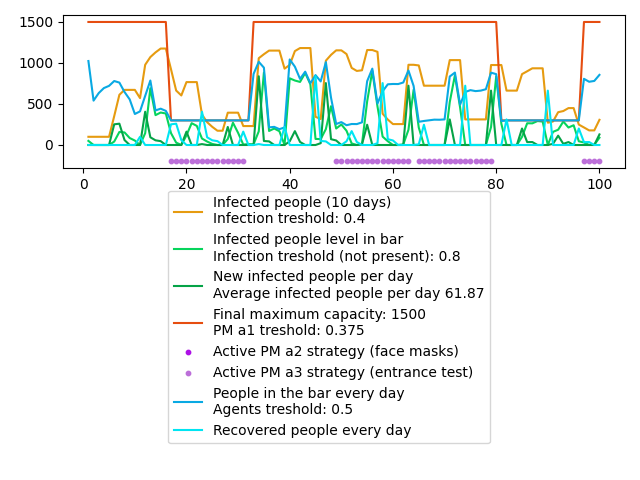 1500
1000
500
0
0 20 40 60 80 100
Infected people (10 days)
Infection treshold: 0.4
Infected people level in bar
Infection treshold (not present): 0.8
New infected people per day
Average infected people per day 61.87
Final maximum capacity: 1500
PM a1 treshold: 0.375
Active PM a2 strategy (face masks)
Active PM a3 strategy (entrance test)
People in the bar every day
Agents treshold: 0.5
Recovered people every day